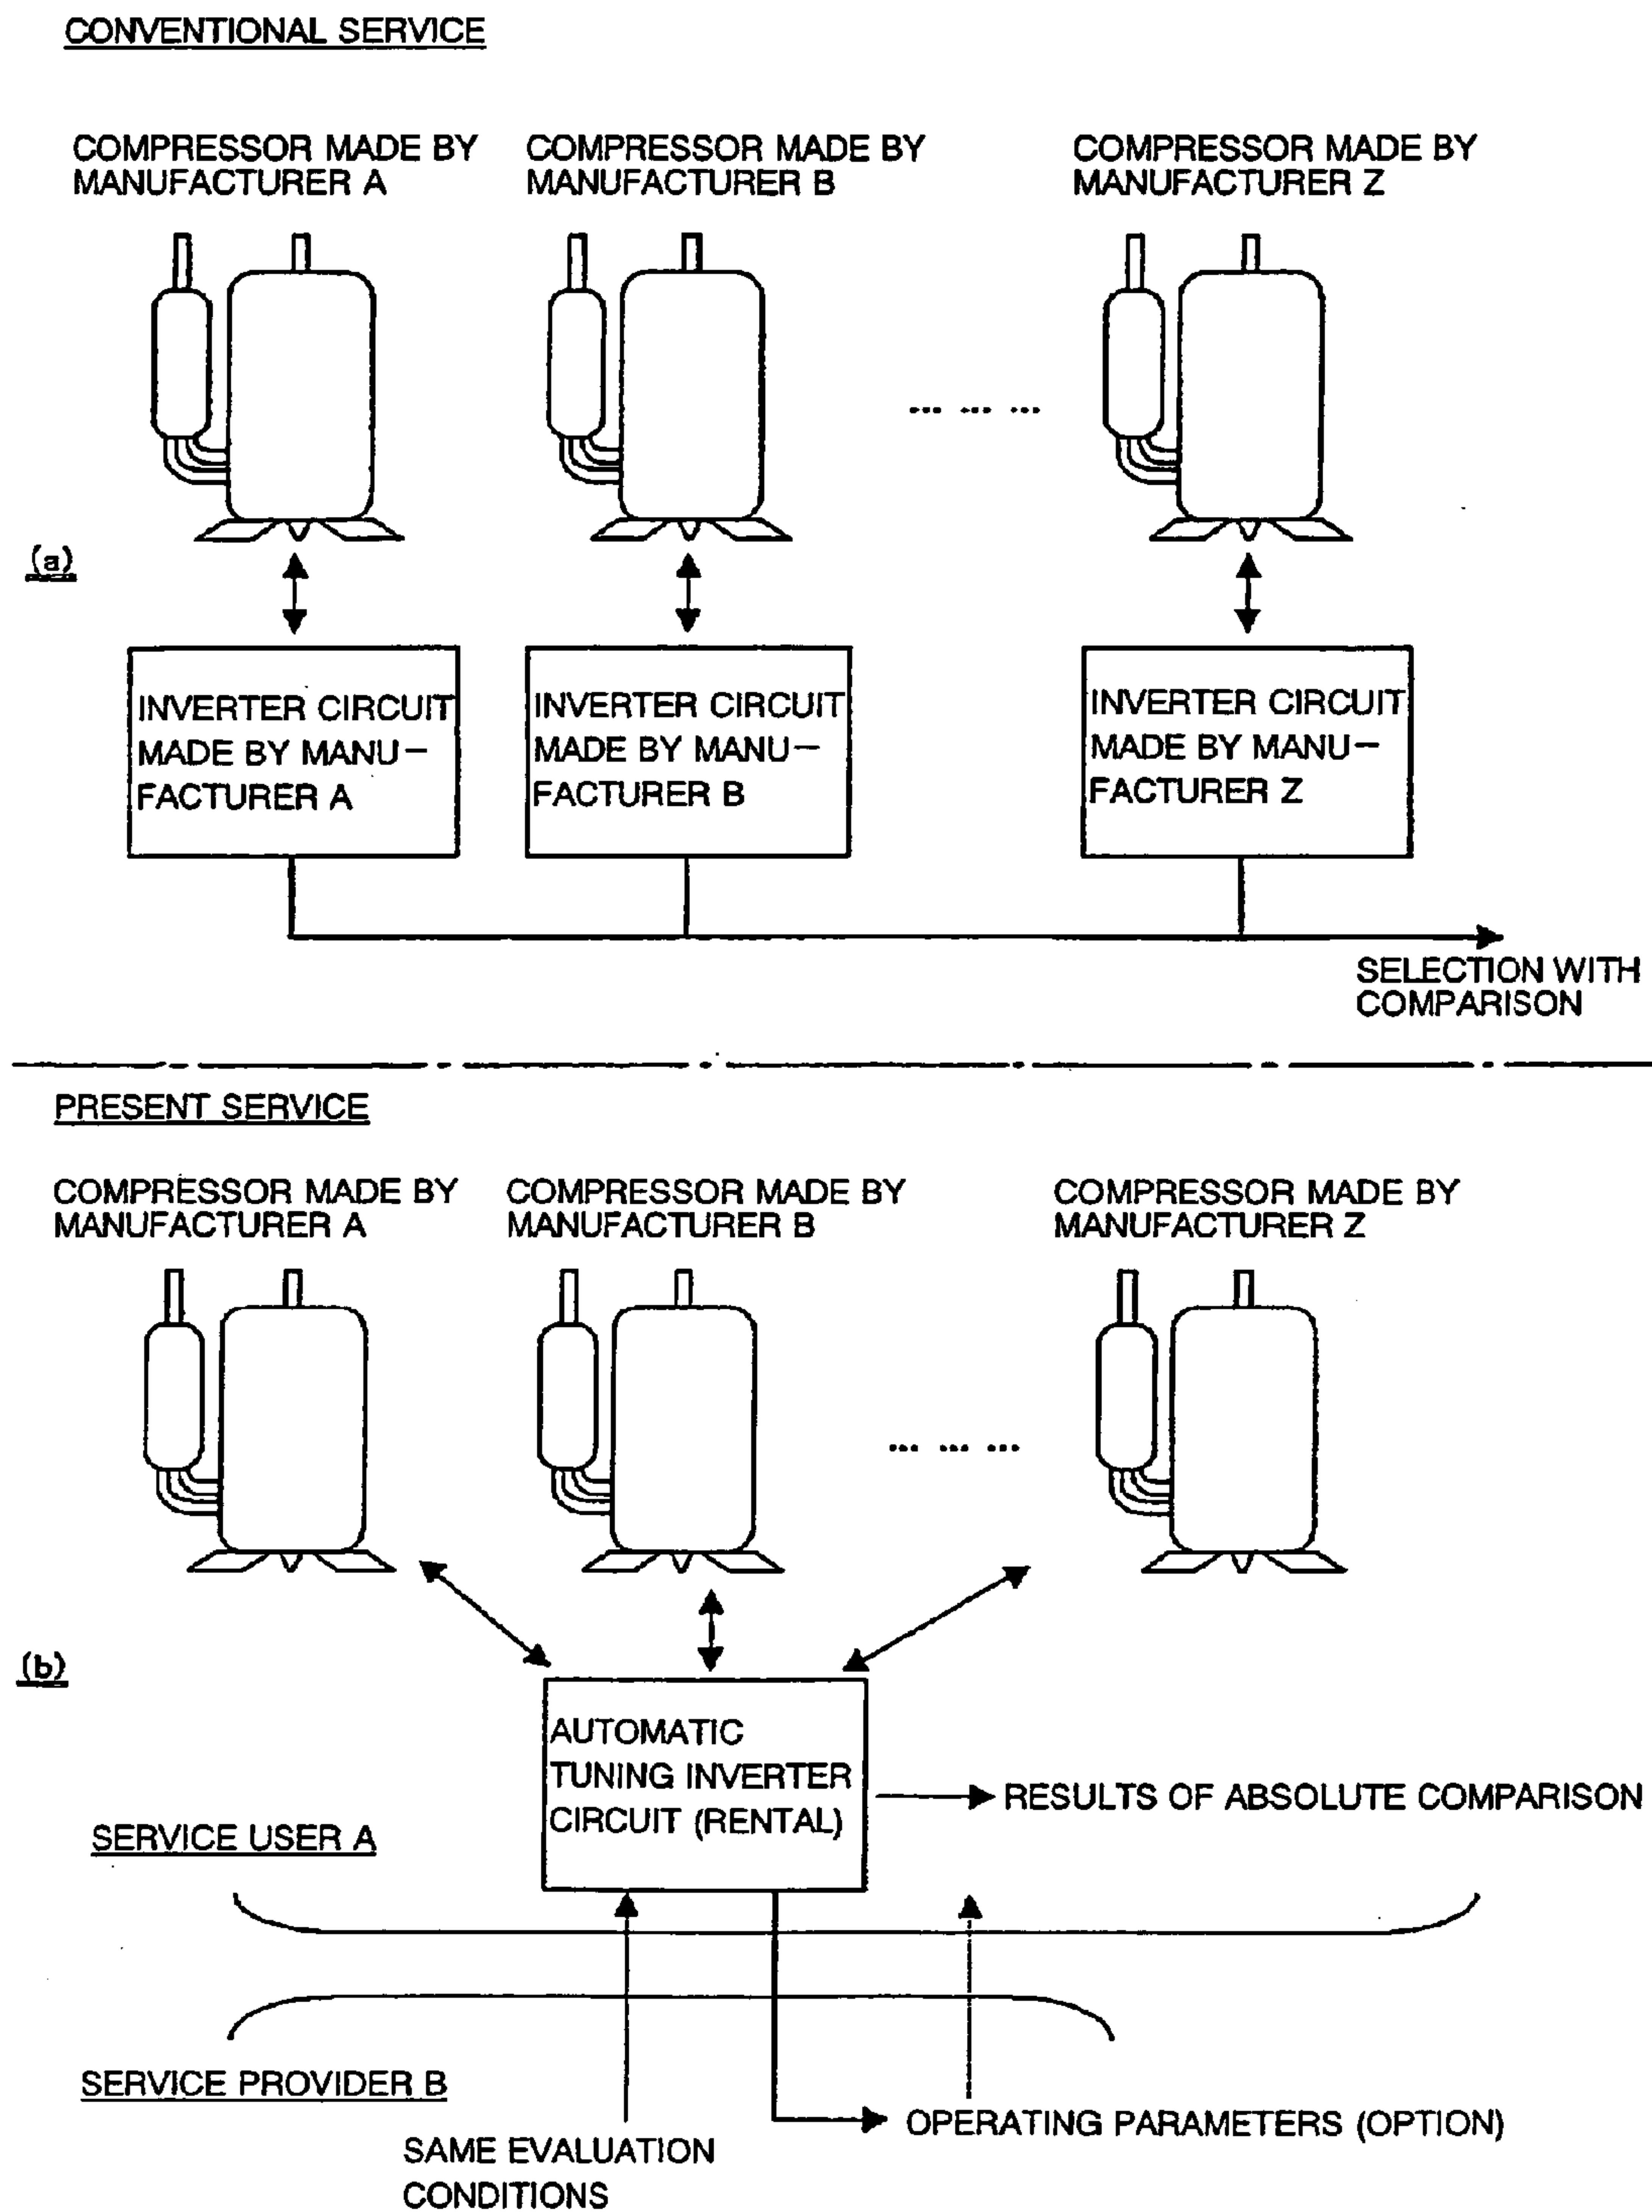 CONVENTIONAL SERVICE
COMPRESSOR MADE BY
MANUFACTURER A
COMPRESSOR MADE BY
MANUFACTURER B
COMPRESSOR MADE BY
MANUFACTURER Z
(a)
INVERTER CIRCUIT
MADE BY MANU-
FACTURER A
INVERTER CIRCUIT
MADE BY MANU-
FACTURER B
INVERTER CIRCUIT
MADE BY MANU-
FACTURER Z
SELECTION WITH
COMPARISON
PRESENT SERVICE
COMPRESSOR MADE BY
MANUFACTURER A
COMPRESSOR MADE BY
MANUFACTURER B
COMPRESSOR MADE BY
MANUFACTURER Z
(b)
AUTOMATIC
TUNING INVERTER
CIRCUIT (RENTAL)
RESULTS OF ABSOLUTE COMPARISON
SERVICE USER A
SERVICE PROVIDER B
OPERATING PARAMETERS (OPTION)
SAME EVALUATION
CONDITIONS